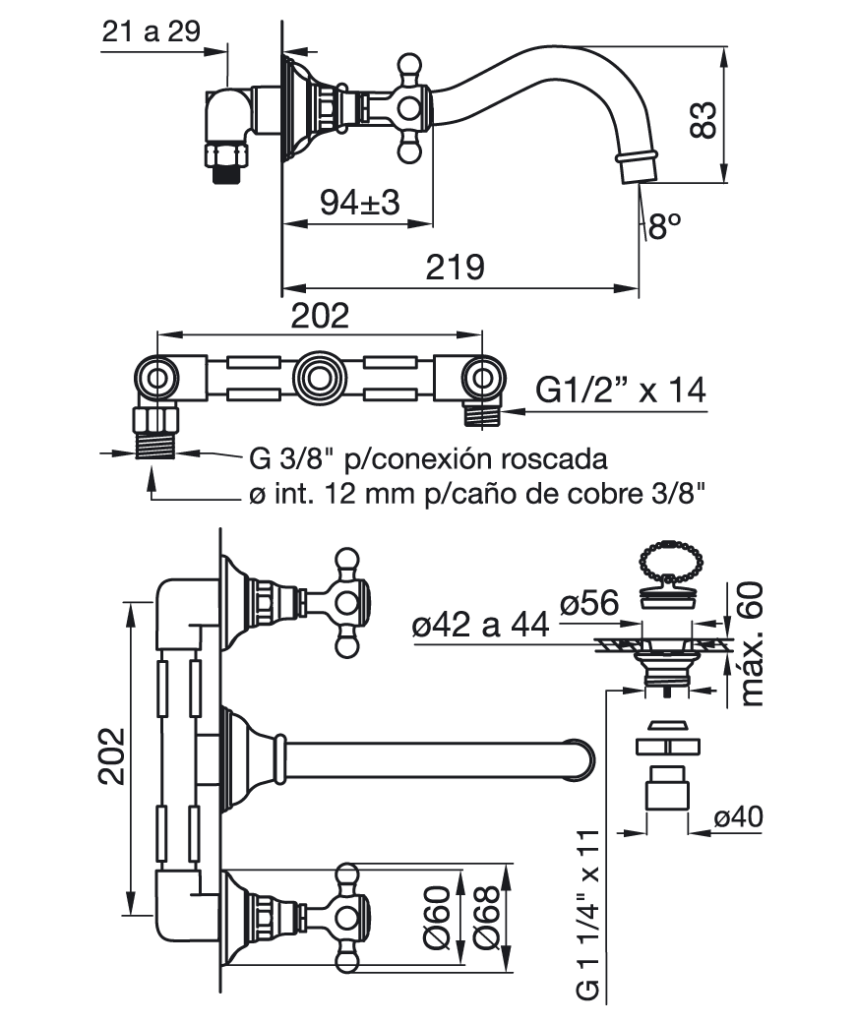 21 a 29
83
94±3
8º
219
202
G1/2” x 14
G 3/8" p/conexión roscada
ø int. 12 mm p/caño de cobre 3/8"
ø56
ø42 a 44
máx. 60
202
ø40
G 1 1/4" x 11
Ø60
Ø68